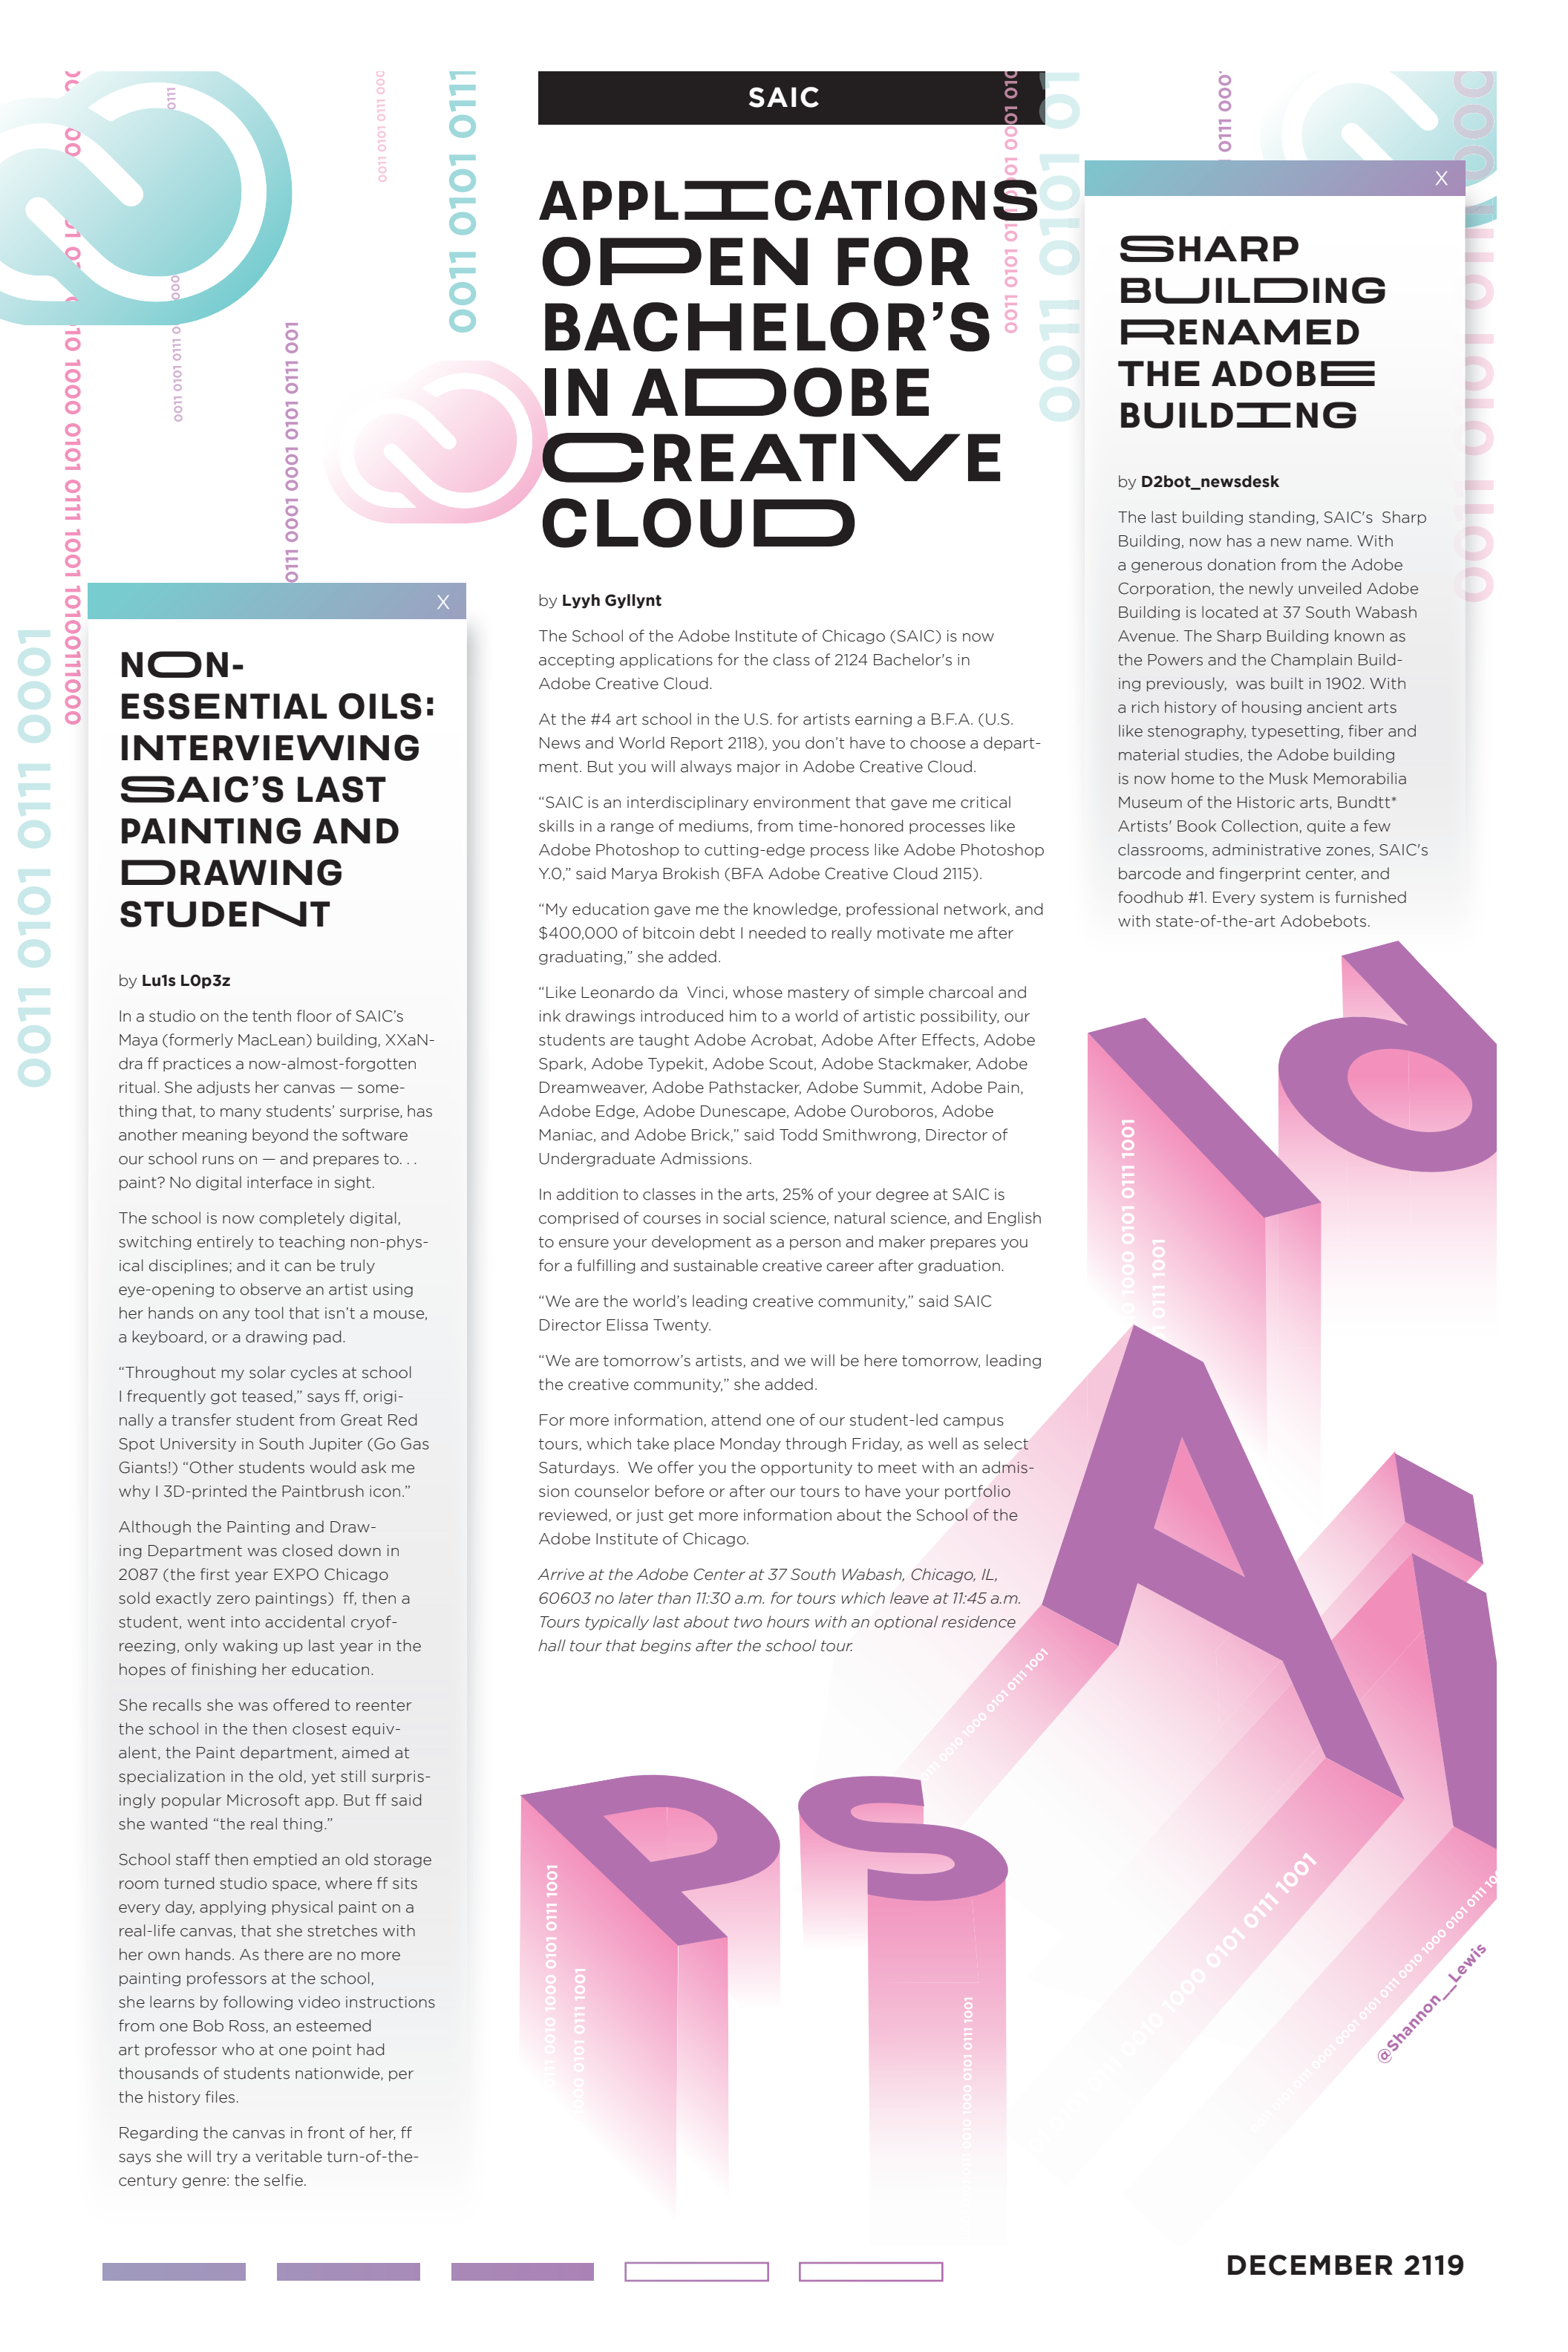 SAIC
APPLICATIONS
OPEN FOR
BACHELOR’S
IN ADOBE
CREATIVE
CLOUD
by Lyyh Gyllynt
The School of the Adobe Institute of Chicago (SAIC) is now
accepting applications for the class of 2124 Bachelor's in
Adobe Creative Cloud.
At the #4 art school in the U.S. for artists earning a B.F.A. (U.S.
News and World Report 2118), you don’t have to choose a depart-
ment. But you will always major in Adobe Creative Cloud.
“SAIC is an interdisciplinary environment that gave me critical
skills in a range of mediums, from time-honored processes like
Adobe Photoshop to cutting-edge process like Adobe Photoshop
Y.0,” said Marya Brokish (BFA Adobe Creative Cloud 2115).
“My education gave me the knowledge, professional network, and
$400,000 of bitcoin debt I needed to really motivate me after
graduating,” she added.
“Like Leonardo da Vinci, whose mastery of simple charcoal and
ink drawings introduced him to a world of artistic possibility, our
students are taught Adobe Acrobat, Adobe After Effects, Adobe
Spark, Adobe Typekit, Adobe Scout, Adobe Stackmaker, Adobe
Dreamweaver, Adobe Pathstacker, Adobe Summit, Adobe Pain,
Adobe Edge, Adobe Dunescape, Adobe Ouroboros, Adobe
Maniac, and Adobe Brick,” said Todd Smithwrong, Director of
Undergraduate Admissions.
In addition to classes in the arts, 25% of your degree at SAIC is
comprised of courses in social science, natural science, and English
to ensure your development as a person and maker prepares you
for a fulfilling and sustainable creative career after graduation.
“We are the world’s leading creative community,” said SAIC
Director Elissa Twenty.
“We are tomorrow’s artists, and we will be here tomorrow, leading
the creative community,” she added.
For more information, attend one of our student-led campus
tours, which take place Monday through Friday, as well as select
Saturdays. We offer you the opportunity to meet with an admis-
sion counselor before or after our tours to have your portfolio
reviewed, or just get more information about the School of the
Adobe Institute of Chicago.
Arrive at the Adobe Center at 37 South Wabash, Chicago, IL,
60603 no later than 11:30 a.m. for tours which leave at 11:45 a.m.
Tours typically last about two hours with an optional residence
hall tour that begins after the school tour.
X
NON-
ESSENTIAL OILS:
INTERVIEWING
SAIC’S LAST
PAINTING AND
DRAWING
STUDENT
by Lu1s L0p3z
In a studio on the tenth floor of SAIC’s
Maya (formerly MacLean) building, XXaN-
dra ff practices a now-almost-forgotten
ritual. She adjusts her canvas — some-
thing that, to many students’ surprise, has
another meaning beyond the software
our school runs on — and prepares to. . .
paint? No digital interface in sight.
The school is now completely digital,
switching entirely to teaching non-phys-
ical disciplines; and it can be truly
eye-opening to observe an artist using
her hands on any tool that isn’t a mouse,
a keyboard, or a drawing pad.
“Throughout my solar cycles at school
I frequently got teased,” says ff, origi-
nally a transfer student from Great Red
Spot University in South Jupiter (Go Gas
Giants!) “Other students would ask me
why I 3D-printed the Paintbrush icon.”
Although the Painting and Draw-
ing Department was closed down in
2087 (the first year EXPO Chicago
sold exactly zero paintings) ff, then a
student, went into accidental cryof-
reezing, only waking up last year in the
hopes of finishing her education.
She recalls she was offered to reenter
the school in the then closest equiv-
alent, the Paint department, aimed at
specialization in the old, yet still surpris-
ingly popular Microsoft app. But ff said
she wanted “the real thing.”
School staff then emptied an old storage
room turned studio space, where ff sits
every day, applying physical paint on a
real-life canvas, that she stretches with
her own hands. As there are no more
painting professors at the school,
she learns by following video instructions
from one Bob Ross, an esteemed
art professor who at one point had
thousands of students nationwide, per
the history files.
Regarding the canvas in front of her, ff
says she will try a veritable turn-of-the-
century genre: the selfie.
X
SHARP
BUILDING
RENAMED
THE ADOBE
BUILDING
by D2bot_newsdesk
The last building standing, SAIC's Sharp
Building, now has a new name. With
a generous donation from the Adobe
Corporation, the newly unveiled Adobe
Building is located at 37 South Wabash
Avenue. The Sharp Building known as
the Powers and the Champlain Build-
ing previously, was built in 1902. With
a rich history of housing ancient arts
like stenography, typesetting, fiber and
material studies, the Adobe building
is now home to the Musk Memorabilia
Museum of the Historic arts, Bundtt*
Artists' Book Collection, quite a few
classrooms, administrative zones, SAIC's
barcode and fingerprint center, and
foodhub #1. Every system is furnished
with state-of-the-art Adobebots.
0011 0101 0111 0001
0011 0101 0111
0111 0001 0001 0101 0111 001
0011 0101 0111 000
Id
Ai
Ps
1000 0101 0111 1001
0111 1001
0111 0010 1000 0101 0111 1001
0010 1000 0101 0111 1001
@Shannon__Lewis
DECEMBER 2119